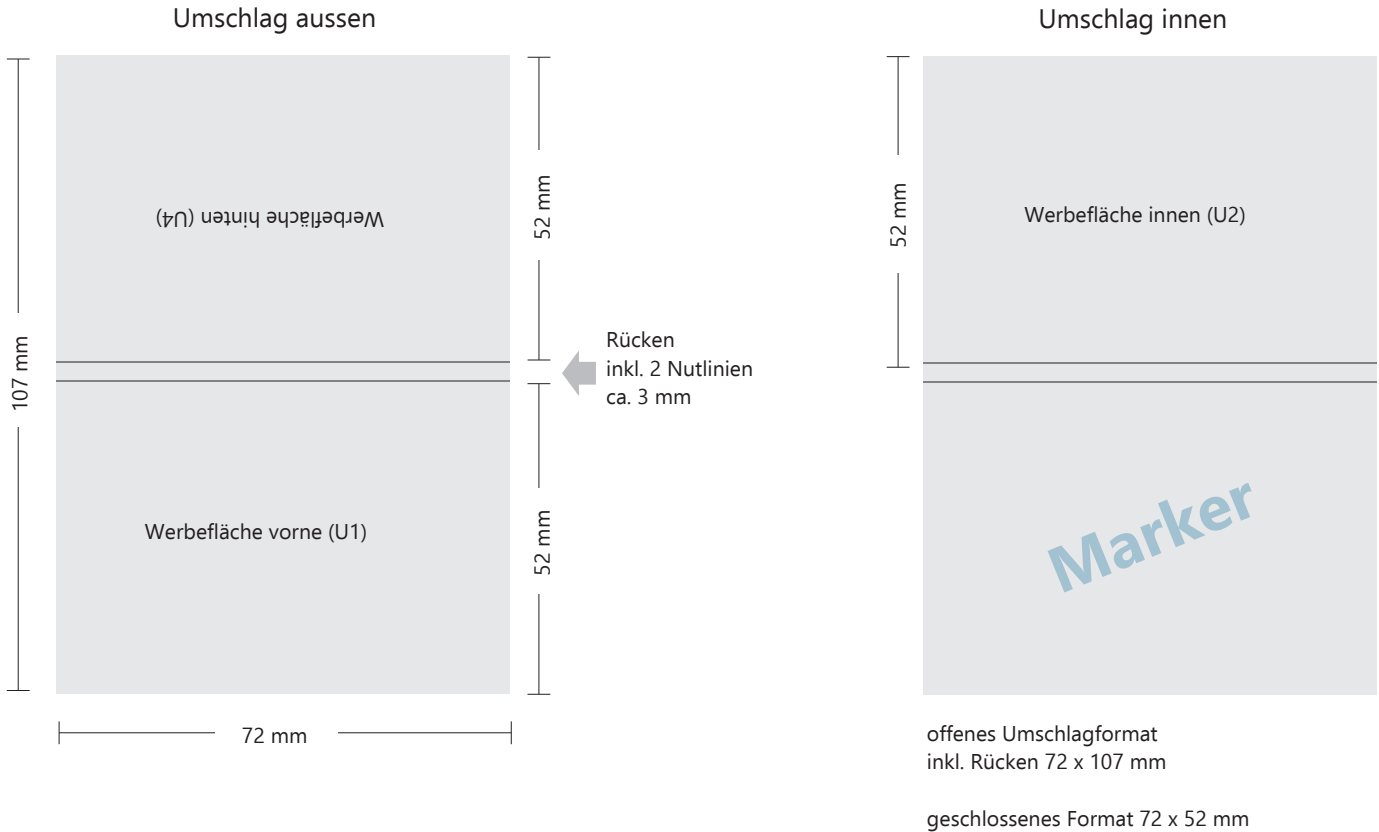 Umschlag aussen
Werbefläche hinten (U4)
Werbefläche vorne (U1)
107 mm
72 mm
52 mm
52 mm
Rücken
inkl. 2 Nutlinien
ca. 3 mm
Umschlag innen
52 mm
Werbefläche innen (U2)
Marker
offenes Umschlagformat
inkl. Rücken 72 x 107 mm
geschlossenes Format 72 x 52 mm